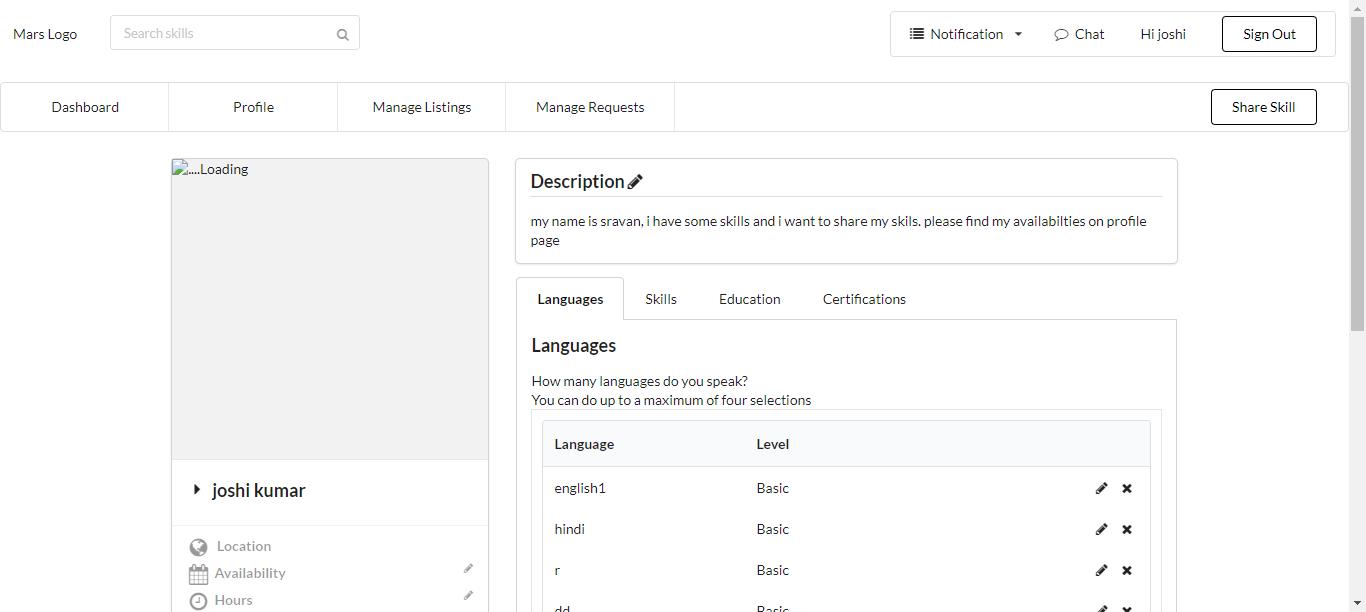 Mars Logo
Search skills
Notification
Chat
Hi joshi
Sign Out
Dashboard
Profile
Manage Listings
Manage Requests
Share Skill
....Loading
joshi kumar
Location
Availability
Hours
Description
my name is sravan, i have some skills and i want to share my skils. please find my availabilties on profile
page
Languages
Skills
Education
Certifications
Languages
How many languages do you speak?
You can do up to a maximum of four selections
Language Level
english1 Basic
hindi Basic
r Basic
dd Basic